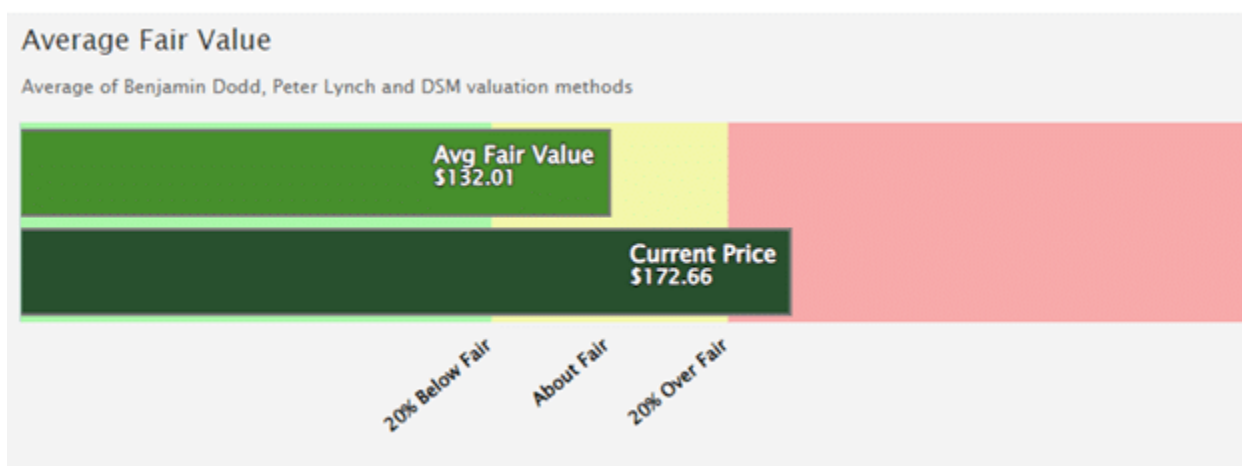 Average Fair Value
Average of Benjamin Dodd, Peter Lynch and DSM valuation methods
Avg Fair Value
$132.01
Current Price
$172.66
20% Below Fair
About Fair
20% Over Fair